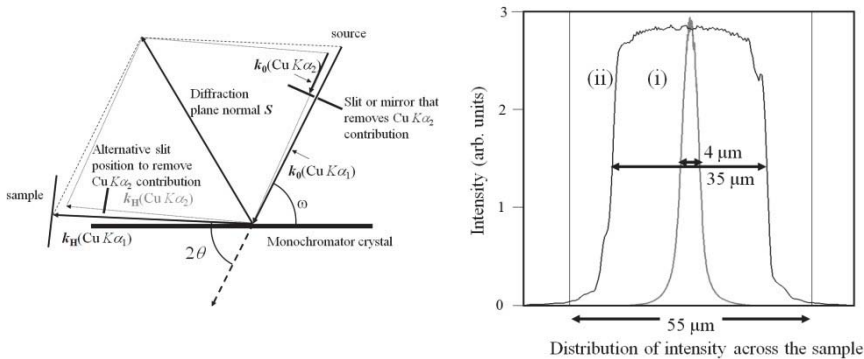 source
k₀(Cu Kα₂)
Diffraction
plane normal S
Slit or mirror that
removes Cu Kα₂
contribution
Alternative slit
position to remove
Cu Kα₂ contribution
k₀(Cu Kα₁)
sample
k_H(Cu Kα₂)
ω
k_H(Cu Kα₁)
2θ
Monochromator crystal
Intensity (arb. units)
3
2
1
0
(ii)
(i)
4 μm
35 μm
55 μm
Distribution of intensity across the sample